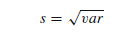 s = √var